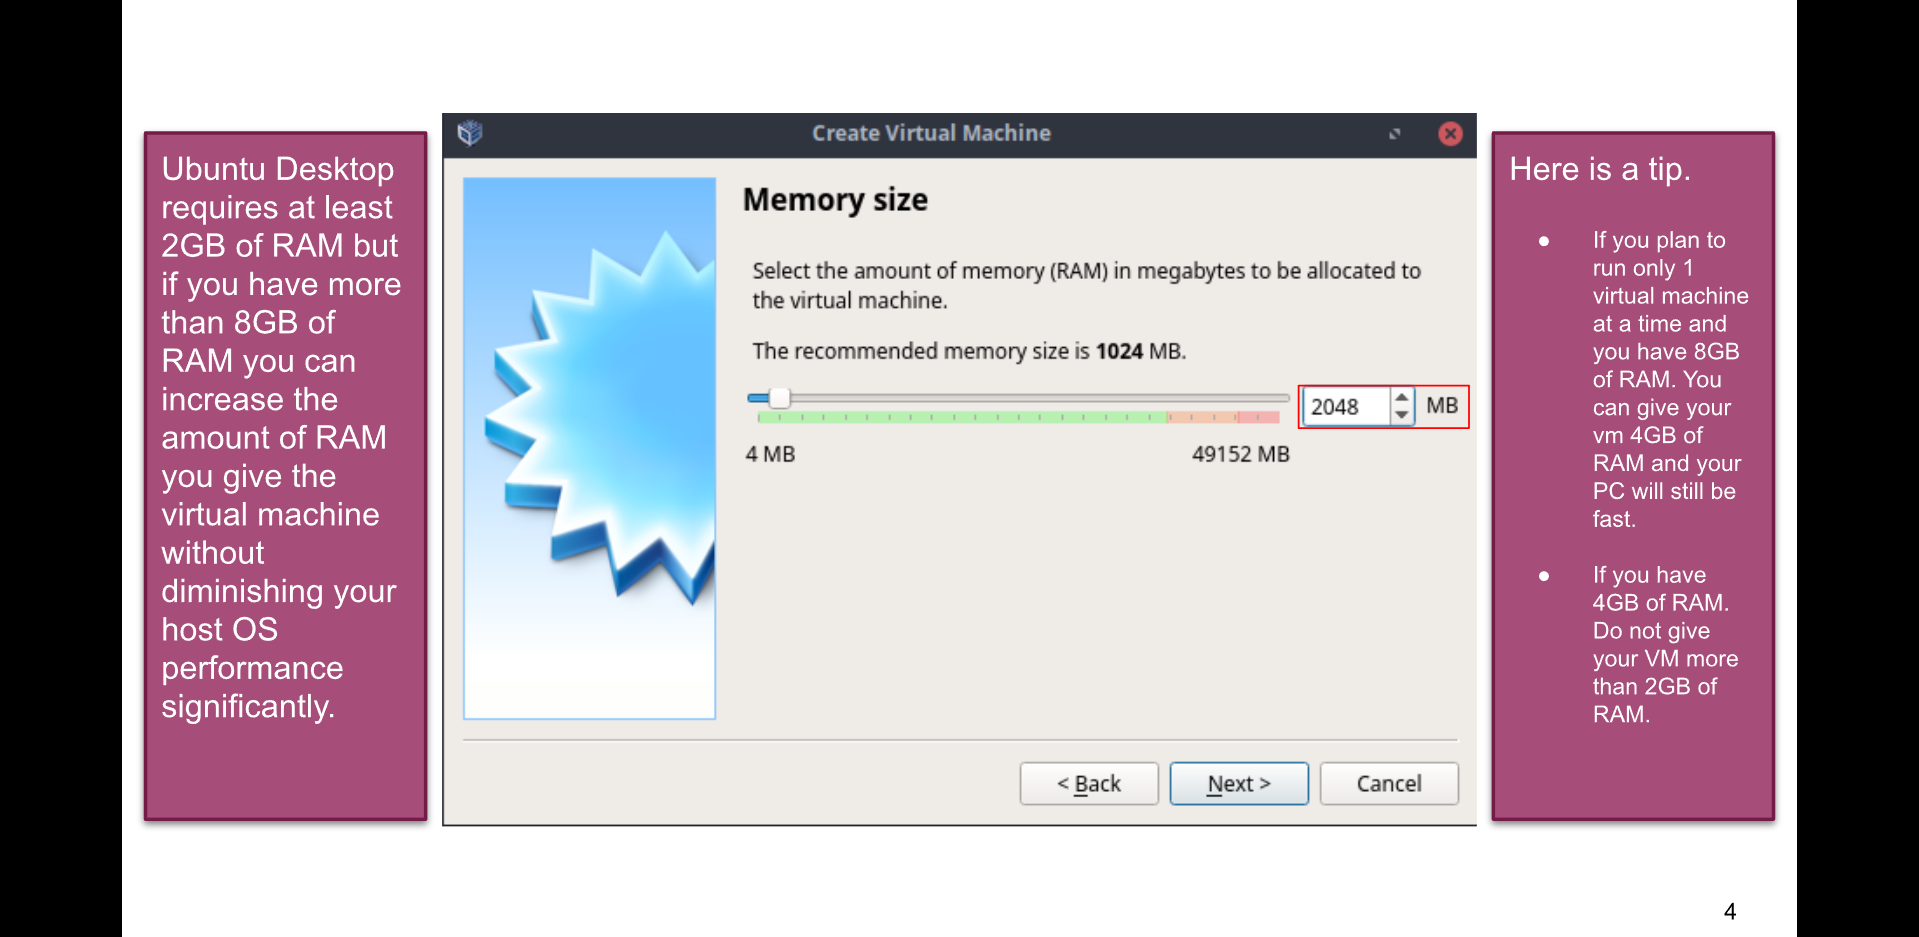 Ubuntu Desktop
requires at least
2GB of RAM but
if you have more
than 8GB of
RAM you can
increase the
amount of RAM
you give the
virtual machine
without
diminishing your
host OS
performance
significantly.
Create Virtual Machine
Memory size
Select the amount of memory (RAM) in megabytes to be allocated to
the virtual machine.
The recommended memory size is 1024 MB.
2048 MB
4 MB 49152 MB
< Back Next > Cancel
Here is a tip.
● If you plan to
run only 1
virtual machine
at a time and
you have 8GB
of RAM. You
can give your
vm 4GB of
RAM and your
PC will still be
fast.
● If you have
4GB of RAM.
Do not give
your VM more
than 2GB of
RAM.
4